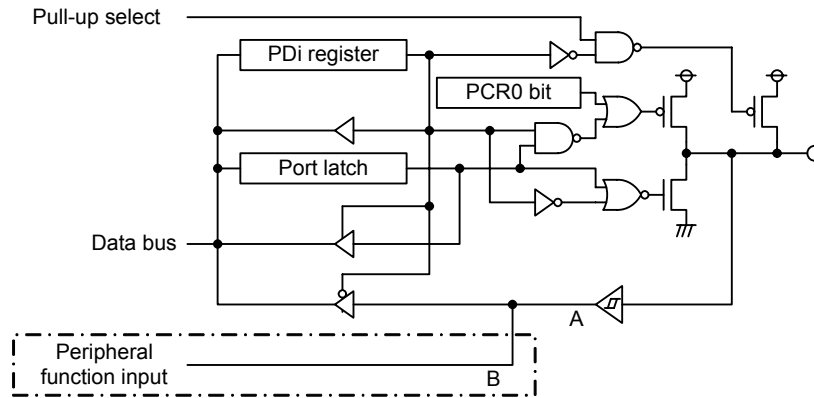 Pull-up select
PDi register
PCR0 bit
Port latch
Data bus
A
Peripheral
function input
B